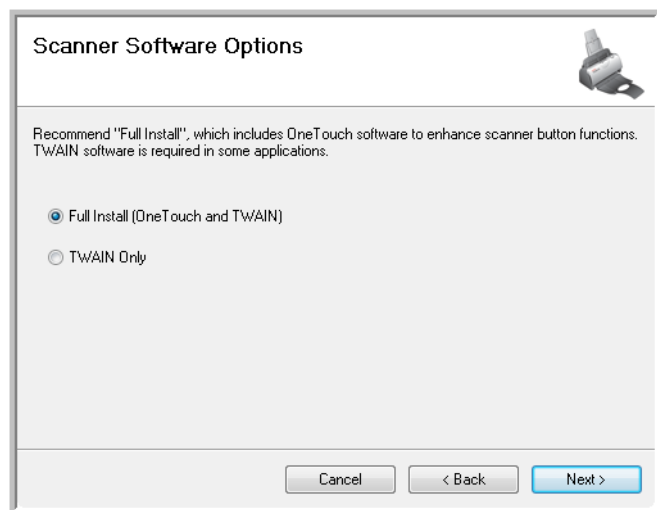 Scanner Software Options
Recommend "Full Install", which includes OneTouch software to enhance scanner button functions.
TWAIN software is required in some applications.
Full Install (OneTouch and TWAIN)
TWAIN Only
Cancel
< Back
Next >